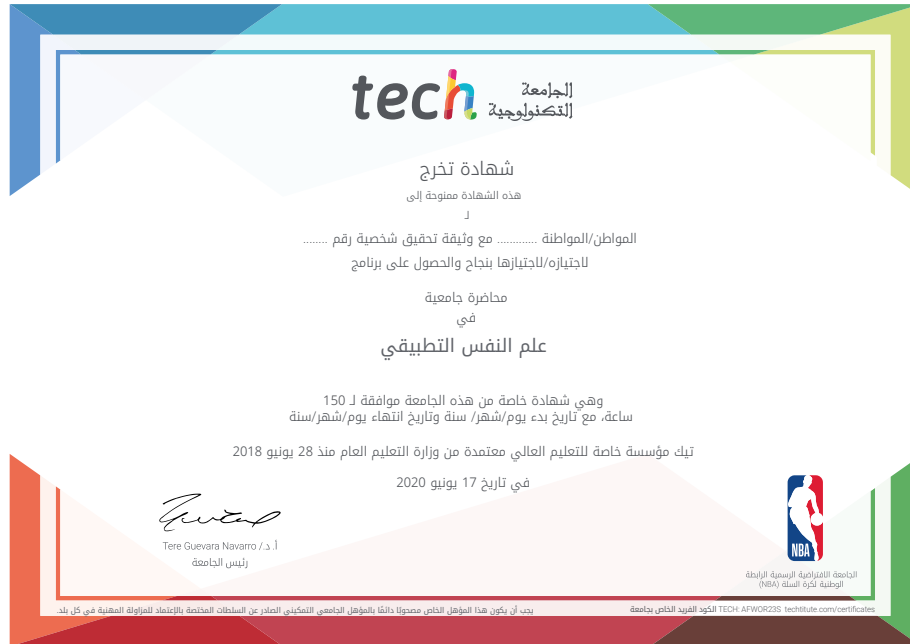 tech الجامعة
التكنولوجية
شهادة تخرج
هذه الشهادة ممنوحة إلى
لـ
المواطن/المواطنة ............ مع وثيقة تحقيق شخصية رقم ........
لاجتيازه/لاجتيازها بنجاح والحصول على برنامج
محاضرة جامعية
في
علم النفس التطبيقي
وهي شهادة خاصة من هذه الجامعة موافقة لـ 150
ساعة، مع تاريخ بدء يوم/شهر/ سنة وتاريخ انتهاء يوم/شهر/سنة
تيك مؤسسة خاصة للتعليم العالي معتمدة من وزارة التعليم العام منذ 28 يونيو 2018
في تاريخ 17 يونيو 2020
أ. د./ Tere Guevara Navarro
رئيس الجامعة
NBA
الجامعة الافتراضية الرسمية الرابطة
الوطنية لكرة السلة (NBA)
يجب أن يكون هذا المؤهل الخاص مصحوبًا دائمًا بالمؤهل الجامعي التمكيني الصادر عن السلطات المختصة بالإعتماد للمزاولة المهنية في كل بلد.
الكود الفريد الخاص بجامعة TECH: AFWOR23S techtitute.com/certificates